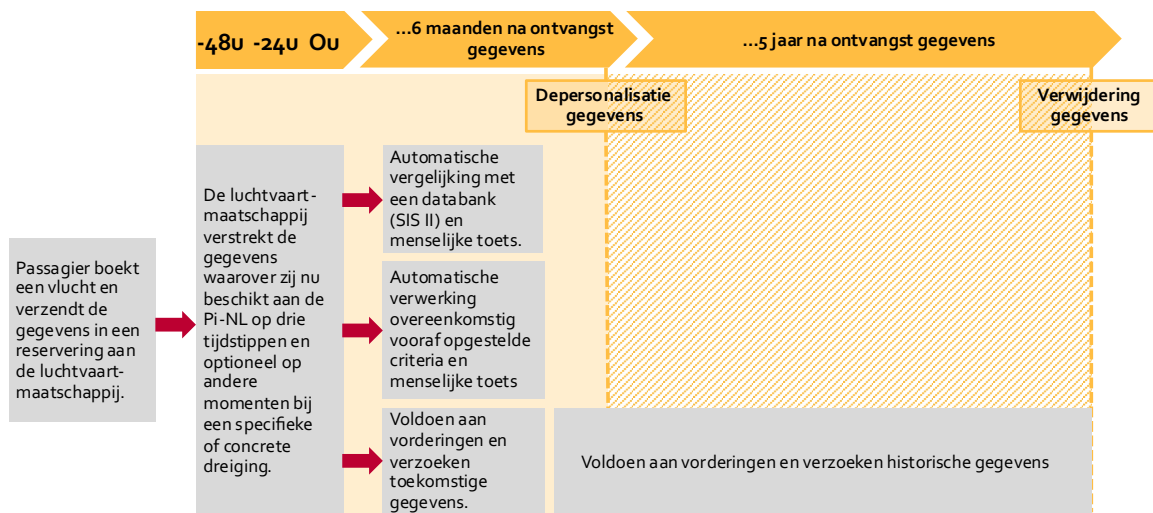 -48u -24u 0u
...6 maanden na ontvangst
gegevens
...5 jaar na ontvangst gegevens
Depersonalisatie
gegevens
Verwijdering
gegevens
Passagier boekt
een vlucht en
verzendt de
gegevens in een
reservering aan
de luchtvaart-
maatschappij.
De luchtvaart-
maatschappij
verstrekt de
gegevens
waarover zij nu
beschikt aan de
Pi-NL op drie
tijdstippen en
optioneel op
andere
momenten bij
een specifieke
of concrete
dreiging.
Automatische
vergelijking met
een databank
(SIS II) en
menselijke toets.
Automatische
verwerking
overeenkomstig
vooraf opgestelde
criteria en
menselijke toets
Voldoen aan
vorderingen en
verzoeken
toekomstige
gegevens.
Voldoen aan vorderingen en verzoeken historische gegevens